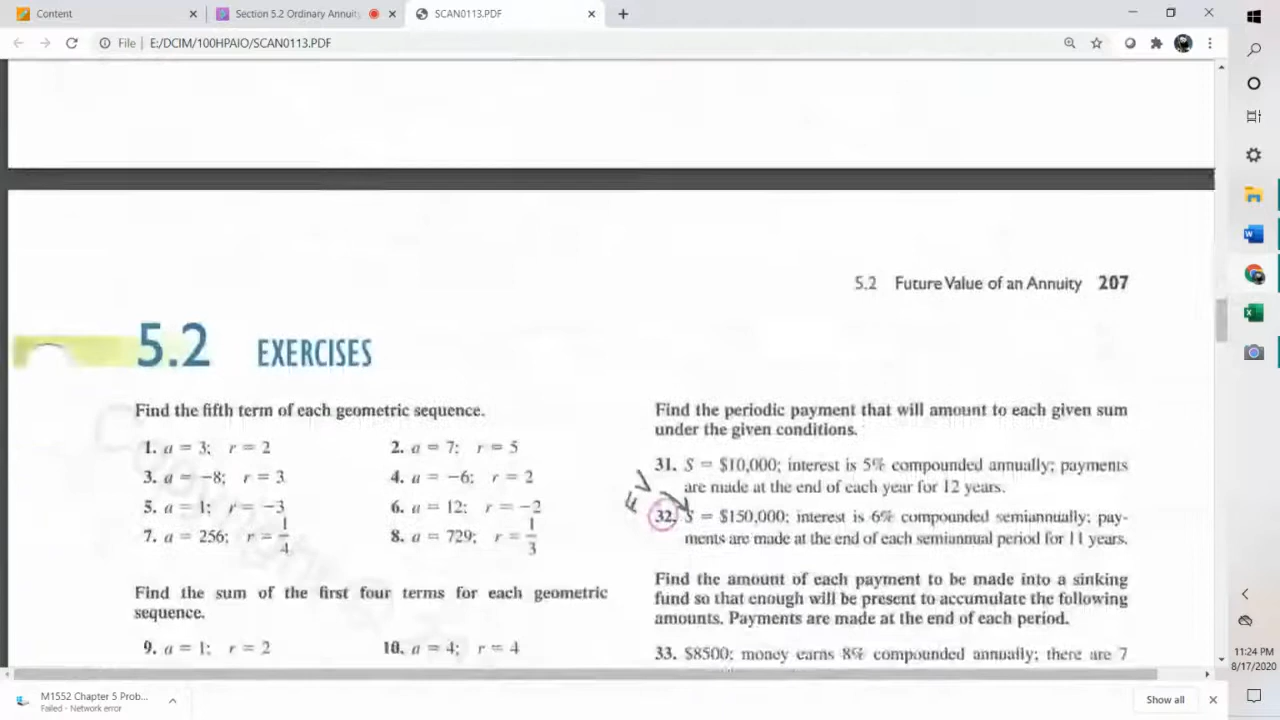 Content
Section 5.2 Ordinary Annuit
SCAN0113.PDF
File | E:/DCIM/100HPAIO/SCAN0113.PDF
5.2 Future Value of an Annuity 207
5.2 EXERCISES
Find the fifth term of each geometric sequence.
1. a = 3; r = 2
2. a = 7; r = 5
3. a = −8; r = 3
4. a = −6; r = 2
5. a = 1; r = −3
6. a = 12; r = −2
7. a = 256; r = 1/4
8. a = 729; r = 1/3
Find the sum of the first four terms for each geometric
sequence.
9. a = 1; r = 2
10. a = 4; r = 4
Find the periodic payment that will amount to each given sum
under the given conditions.
31. S = $10,000; interest is 5% compounded annually; payments
are made at the end of each year for 12 years.
FV
32. S = $150,000; interest is 6% compounded semiannually; pay-
ments are made at the end of each semiannual period for 11 years.
Find the amount of each payment to be made into a sinking
fund so that enough will be present to accumulate the following
amounts. Payments are made at the end of each period.
33. $8500; money earns 8% compounded annually; there are 7
M1552 Chapter 5 Prob...
Failed - Network error
Show all
11:24 PM
8/17/2020